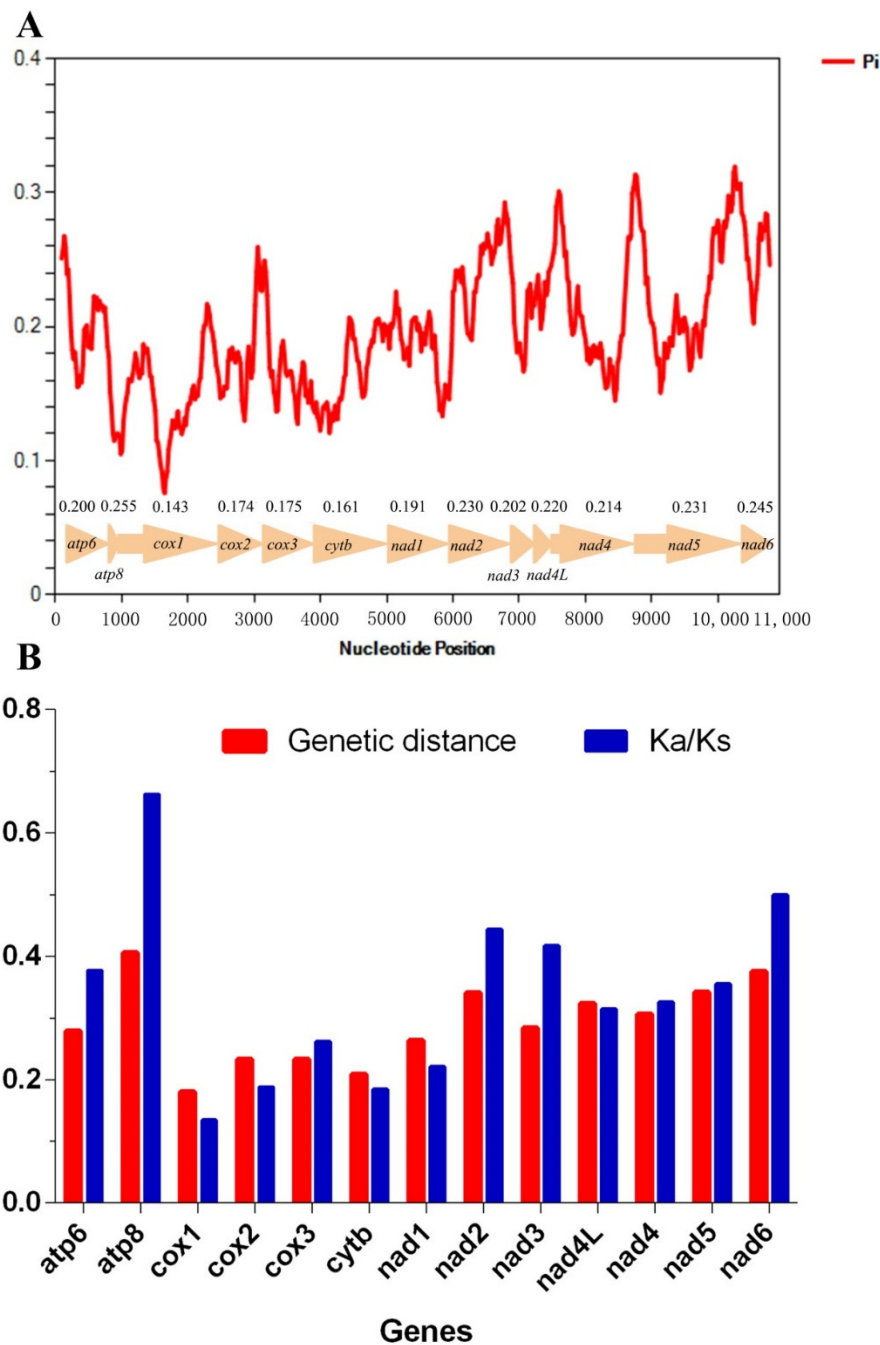 A
0.4
Pi
0.3
0.2
0.1
0.200 0.255 0.143 0.174 0.175 0.161 0.191 0.230 0.202 0.220 0.214 0.231 0.245
atp6 cox1 cox2 cox3 cytb nad1 nad2 nad4 nad5 nad6
atp8 nad3 nad4L
0
0 1000 2000 3000 4000 5000 6000 7000 8000 9000 10,000 11,000
Nucleotide Position
B
0.8
Genetic distance Ka/Ks
0.6
0.4
0.2
0.0
atp6 atp8 cox1 cox2 cox3 cytb nad1 nad2 nad3 nad4L nad4 nad5 nad6
Genes